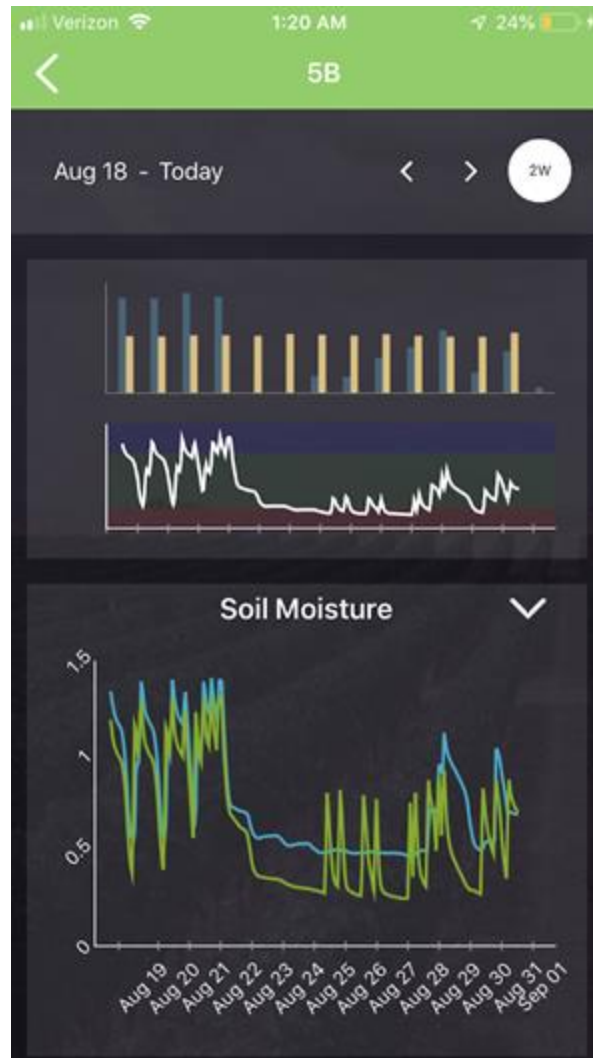 Verizon 1:20 AM 24%
5B
Aug 18 - Today < > 2W
Soil Moisture
1.5
1
0.5
0
Aug 19 Aug 20 Aug 21 Aug 22 Aug 23 Aug 24 Aug 25 Aug 26 Aug 27 Aug 28 Aug 29 Aug 30 Aug 31 Sep 01